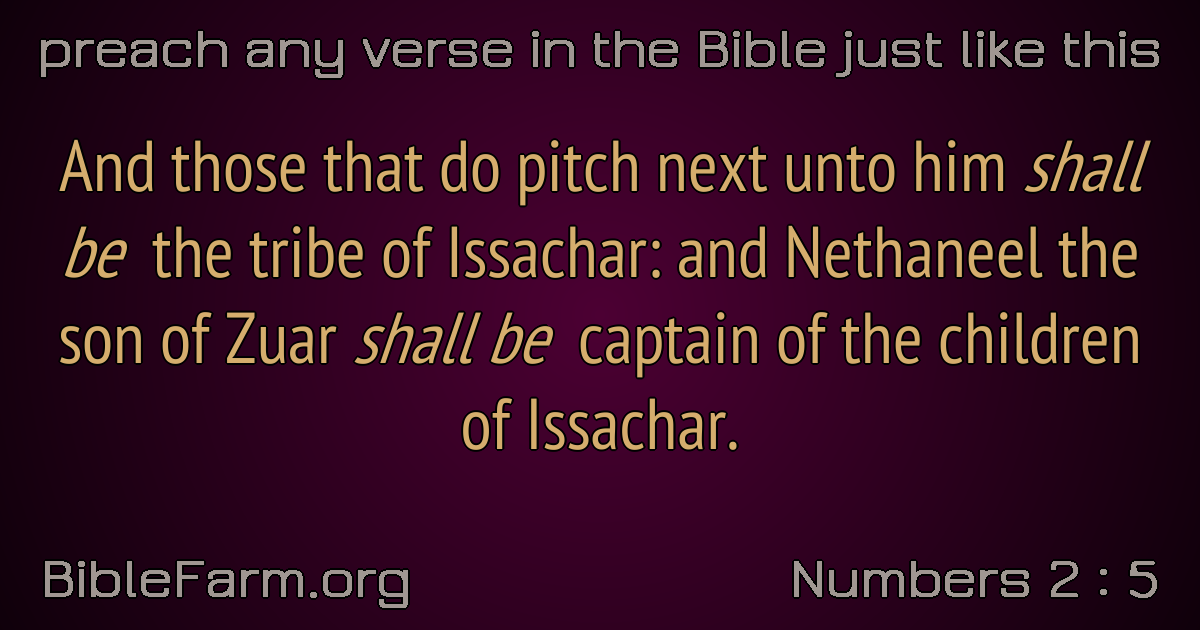 preach any verse in the Bible just like this
And those that do pitch next unto him shall
be the tribe of Issachar: and Nethaneel the
son of Zuar shall be captain of the children
of Issachar.
BibleFarm.org
Numbers 2 : 5